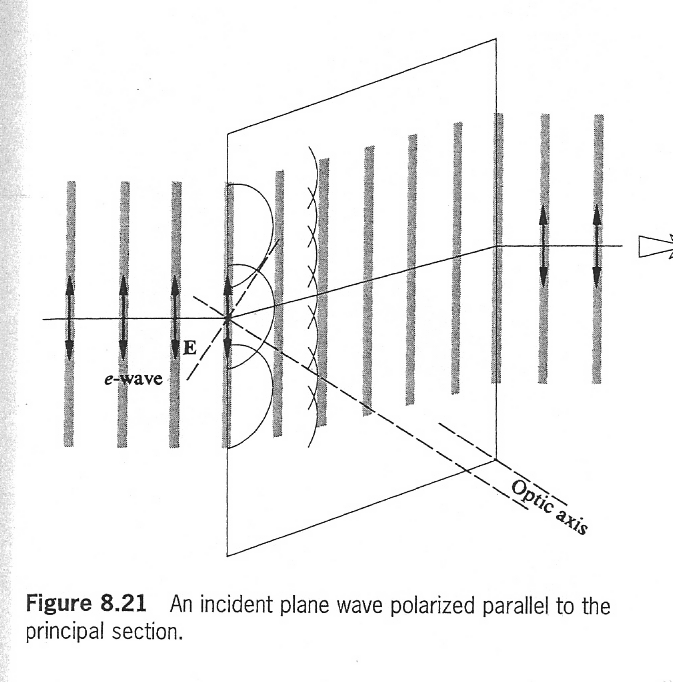 E
e-wave
Optic axis
Figure 8.21 An incident plane wave polarized parallel to the
principal section.